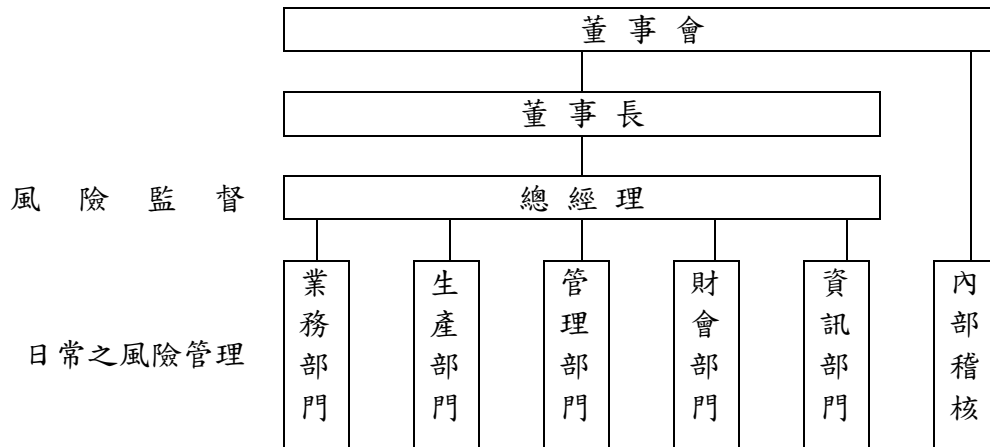 董事會
董事長
風險監督
總經理
日常之風險管理
業務部門
生產部門
管理部門
財會部門
資訊部門
內部稽核